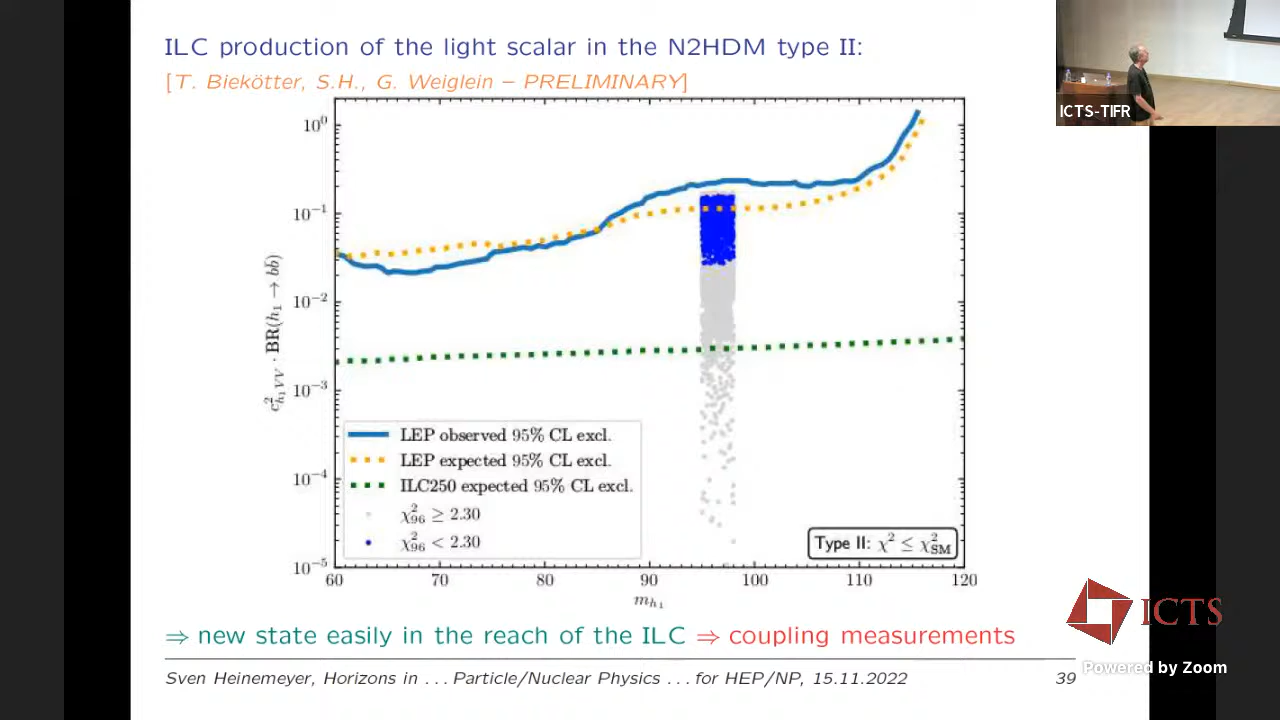 ILC production of the light scalar in the N2HDM type II:
[T. Biekötter, S.H., G. Weiglein – PRELIMINARY]
ICTS-TIFR
10⁰
10⁻¹
10⁻²
10⁻³
10⁻⁴
10⁻⁵
c²ₕ₁VV · BR(h₁ → bb̄)
LEP observed 95% CL excl.
LEP expected 95% CL excl.
ILC250 expected 95% CL excl.
χ²₉₆ ≥ 2.30
χ²₉₆ < 2.30
Type II: χ² ≤ χ²SM
60 70 80 90 100 110 120
mₕ₁
⇒ new state easily in the reach of the ILC ⇒ coupling measurements
Sven Heinemeyer, Horizons in ... Particle/Nuclear Physics ... for HEP/NP, 15.11.2022 39
ICTS
Powered by Zoom